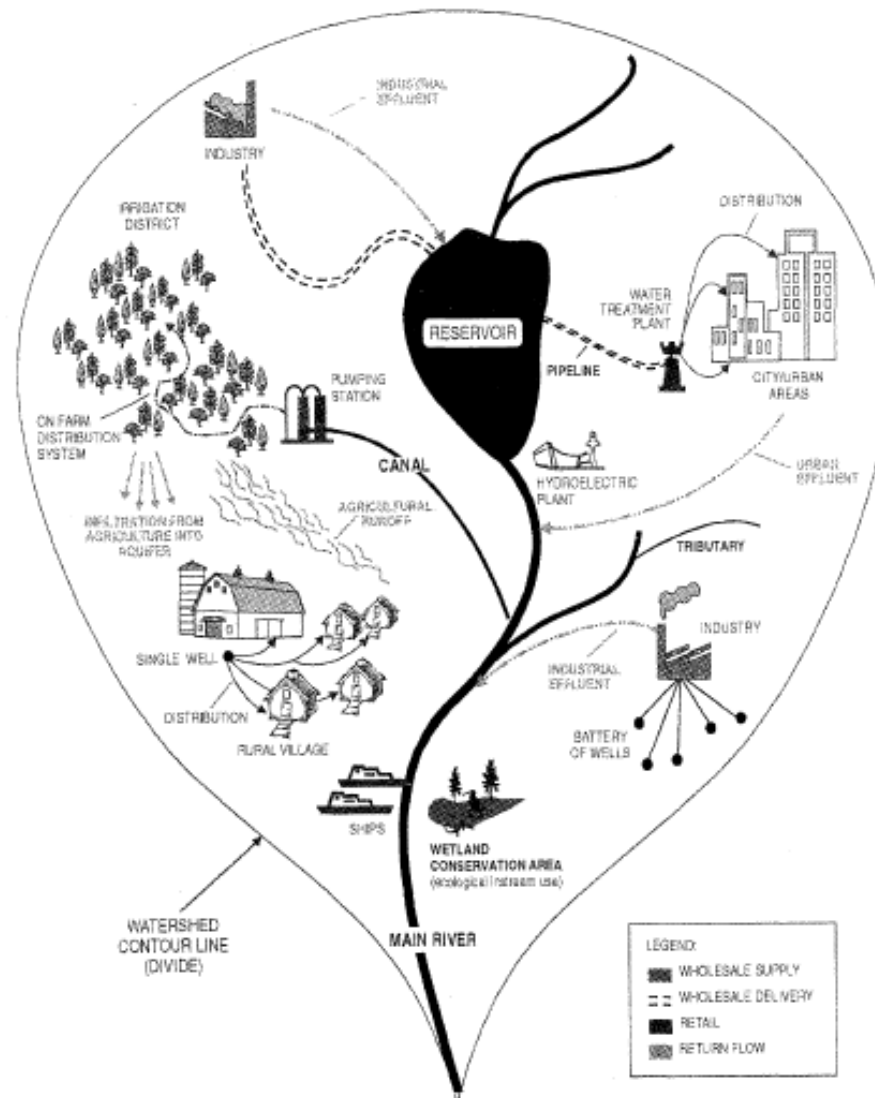 INDUSTRIAL
EFFLUENT
INDUSTRY
IRRIGATION
DISTRICT
DISTRIBUTION
WATER
TREATMENT
PLANT
RESERVOIR
PIPELINE
CITY/URBAN
AREAS
PUMPING
STATION
ON FARM
DISTRIBUTION
SYSTEM
CANAL
HYDROELECTRIC
PLANT
URBAN
EFFLUENT
AGRICULTURAL
RUNOFF
INFILTRATION FROM
AGRICULTURE INTO
AQUIFER
TRIBUTARY
INDUSTRY
SINGLE WELL
INDUSTRIAL
EFFLUENT
DISTRIBUTION
RURAL VILLAGE
BATTERY
OF WELLS
SHIPS
WETLAND
CONSERVATION AREA
(ecological instream use)
WATERSHED
CONTOUR LINE
(DIVIDE)
MAIN RIVER
LEGEND:
WHOLESALE SUPPLY
WHOLESALE DELIVERY
RETAIL
RETURN FLOW